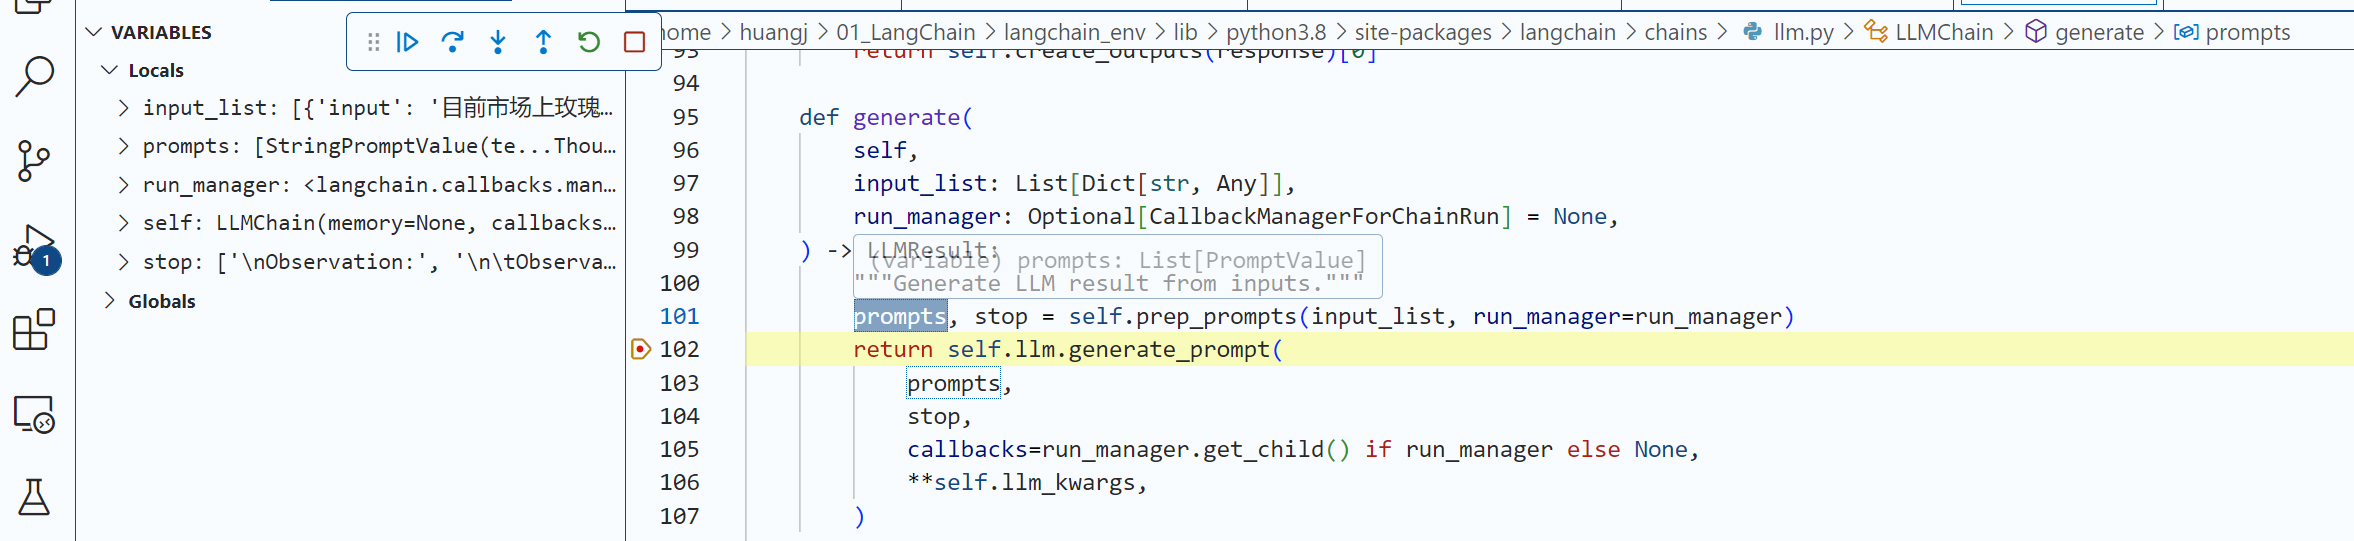 VARIABLES
Locals
input_list: [{'input': '目前市场上玫瑰...
prompts: [StringPromptValue(te...Thou...
run_manager: <langchain.callbacks.man...
self: LLMChain(memory=None, callbacks...
stop: ['\nObservation:', '\n\tObserva...
Globals
1
home > huangj > 01_LangChain > langchain_env > lib > python3.8 > site-packages > langchain > chains > llm.py > LLMChain > generate > prompts
93 return self.create_outputs(response)[0]
94
95 def generate(
96 self,
97 input_list: List[Dict[str, Any]],
98 run_manager: Optional[CallbackManagerForChainRun] = None,
99 ) -> LLMResult:
(variable) prompts: List[PromptValue]
100 """Generate LLM result from inputs."""
101 prompts, stop = self.prep_prompts(input_list, run_manager=run_manager)
102 return self.llm.generate_prompt(
103 prompts,
104 stop,
105 callbacks=run_manager.get_child() if run_manager else None,
106 **self.llm_kwargs,
107 )